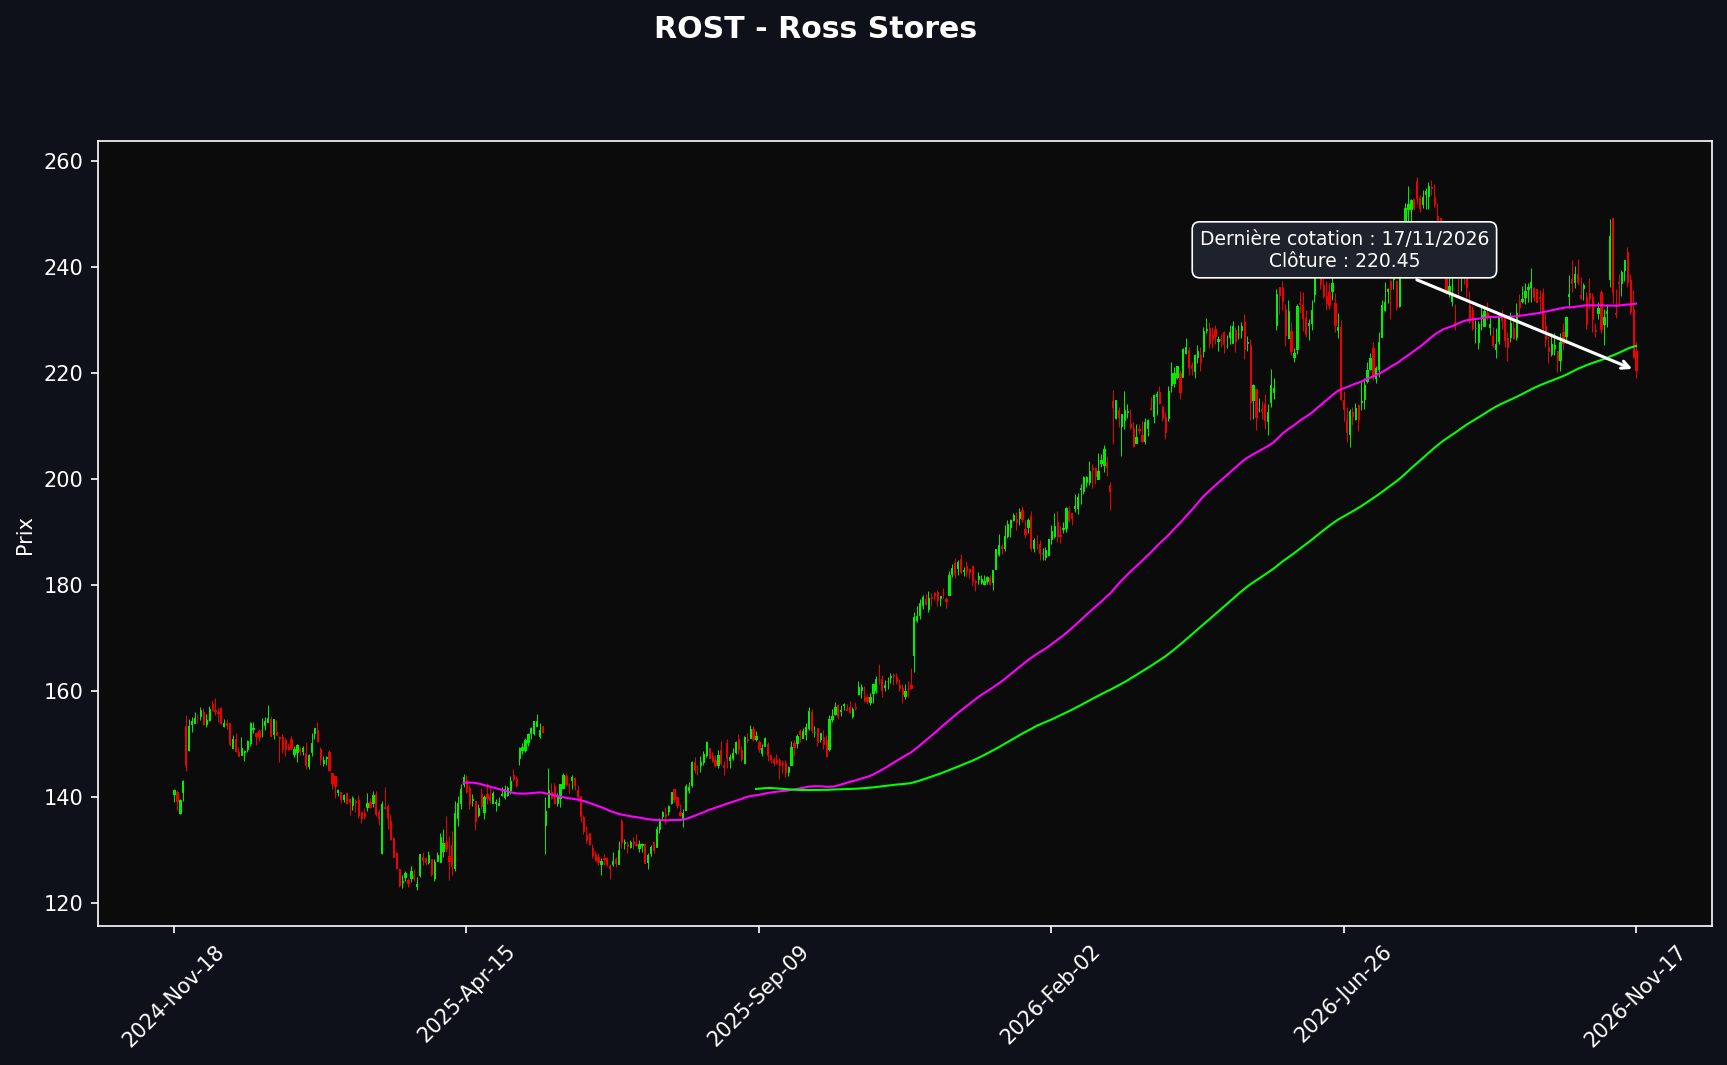 ROST - Ross Stores
260
240
220
200
180
160
140
120
Prix
Dernière cotation : 17/11/2026
Clôture : 220.45
2024-Nov-18
2025-Apr-15
2025-Sep-09
2026-Feb-02
2026-Jun-26
2026-Nov-17